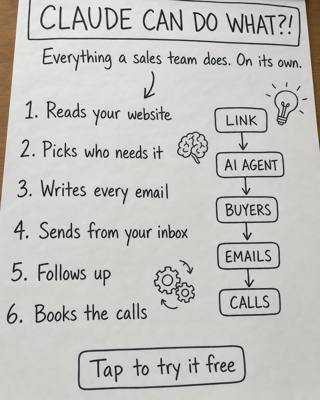 CLAUDE CAN DO WHAT?!
Everything a sales team does. On its own.
1. Reads your website
2. Picks who needs it
3. Writes every email
4. Sends from your inbox
5. Follows up
6. Books the calls
LINK
AI AGENT
BUYERS
EMAILS
CALLS
Tap to try it free